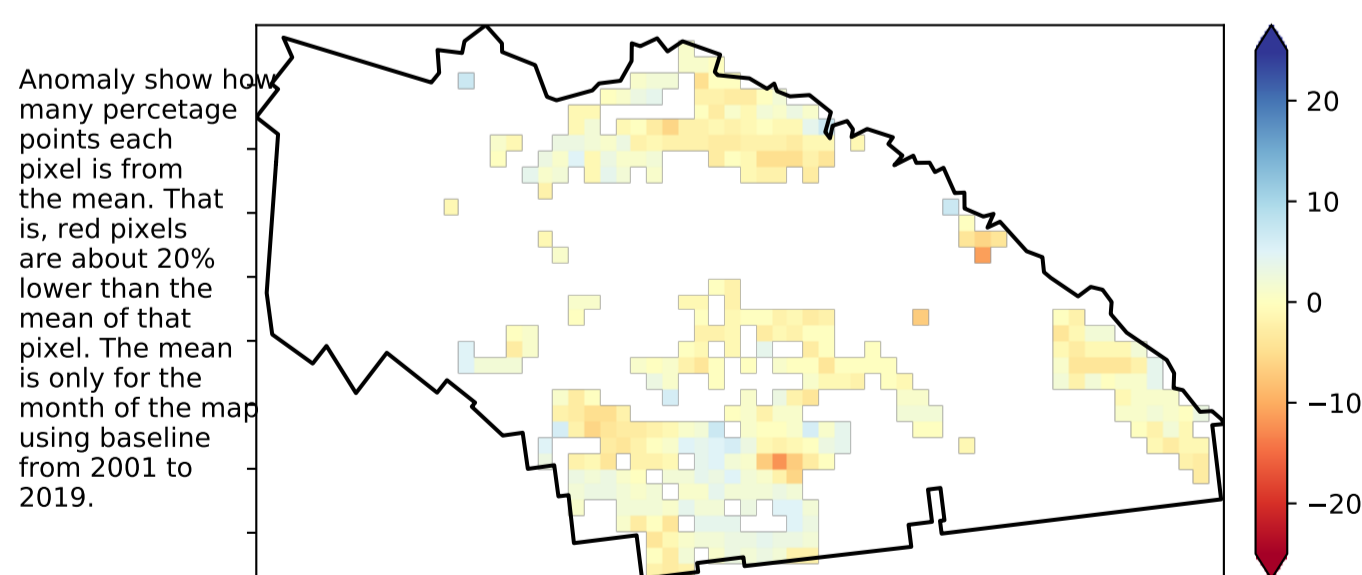 Anomaly show how
many percetage
points each
pixel is from
the mean. That
is, red pixels
are about 20%
lower than the
mean of that
pixel. The mean
is only for the
month of the map
using baseline
from 2001 to
2019.
20
10
0
−10
−20